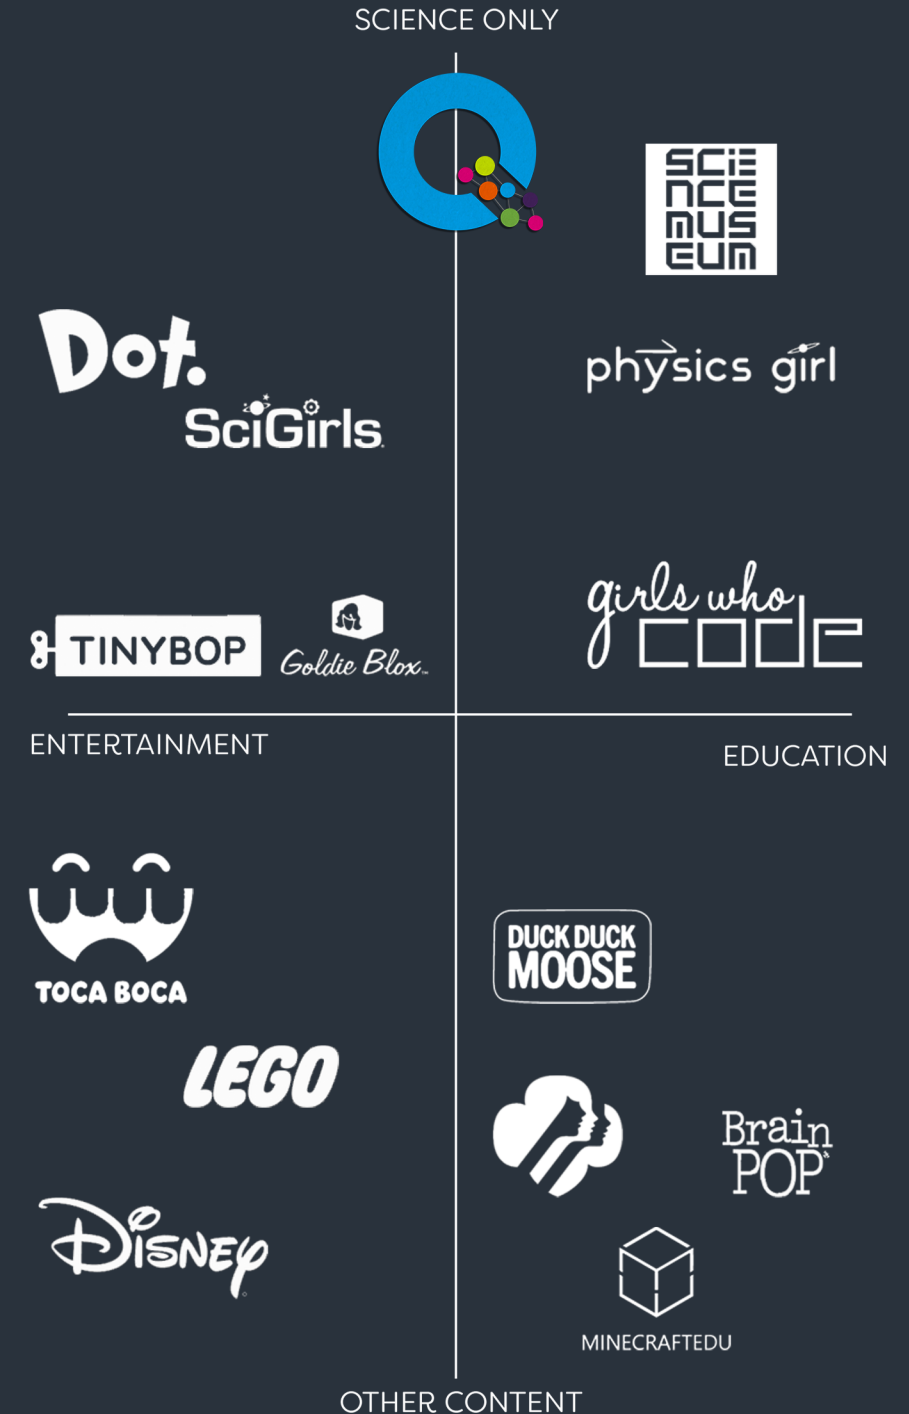 SCIENCE ONLY
SCIENCE MUSEUM
Dot.
physics girl
SciGirls
TINYBOP
Goldie Blox™
girls who
code
ENTERTAINMENT
EDUCATION
TOCA BOCA
DUCK DUCK
MOOSE
LEGO
Brain
POP
DISNEY
MINECRAFTEDU
OTHER CONTENT